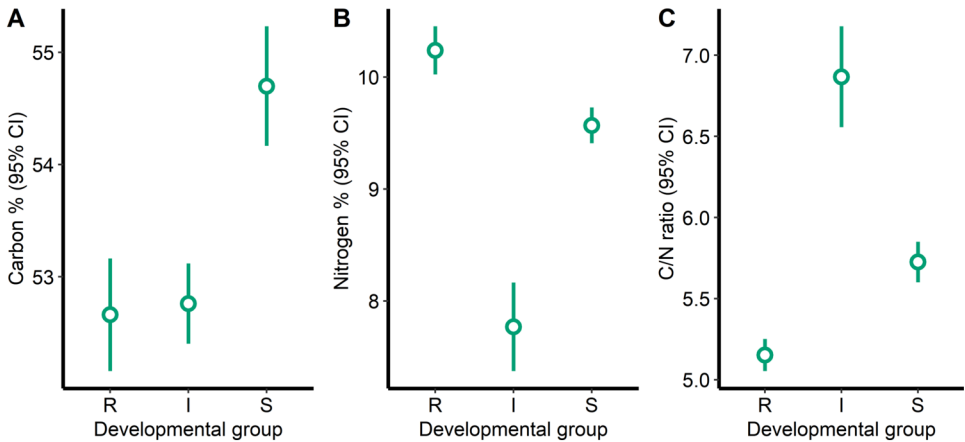 A
Carbon % (95% CI)
55
54
53
R I S
Developmental group
B
Nitrogen % (95% CI)
10
9
8
R I S
Developmental group
C
C/N ratio (95% CI)
7.0
6.5
6.0
5.5
5.0
R I S
Developmental group